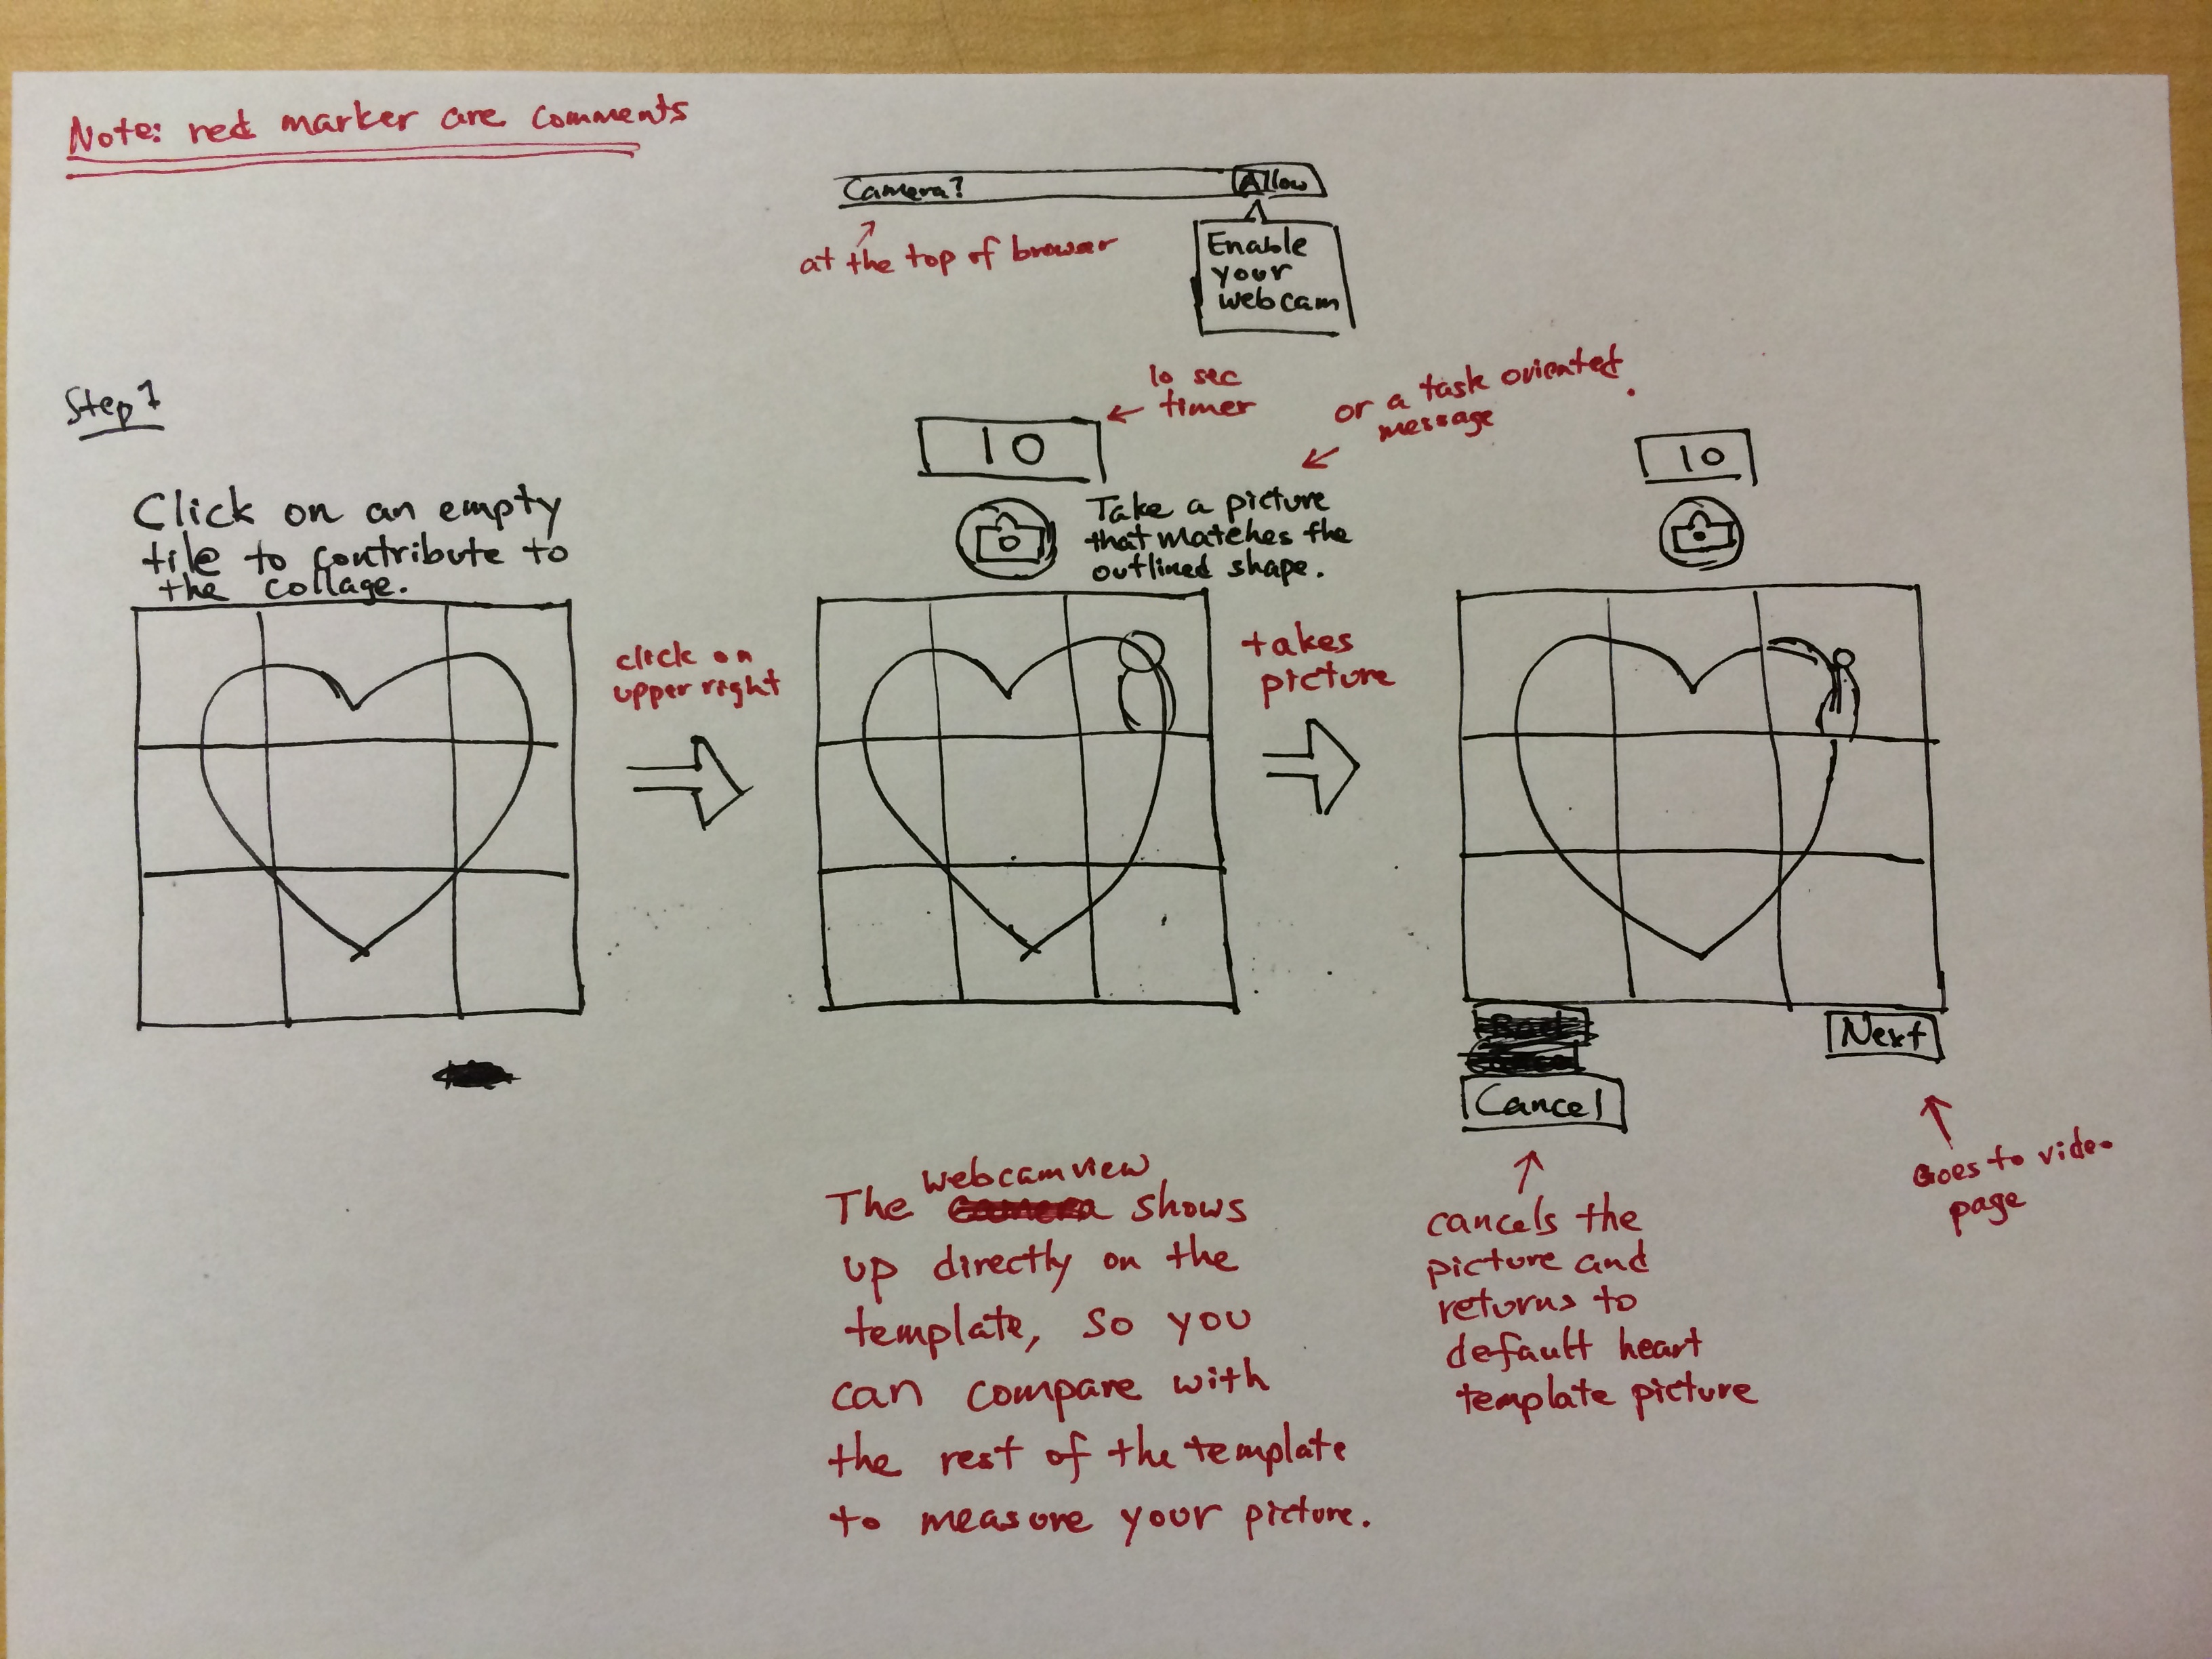 Note: red marker are comments
Step 1
Click on an empty
tile to contribute to
the collage.
click on
upper right
Camera?
Allow
Enable
your
webcam
at the top of browser
10
10 sec
timer
Take a picture
that matches the
outlined shape.
or a task oriented
message
The webcam view shows
up directly on the
template, so you
can compare with
the rest of the template
to measure your picture.
takes
picture
10
Cancel
Next
cancels the
picture and
returns to
default heart
template picture
Goes to video
page